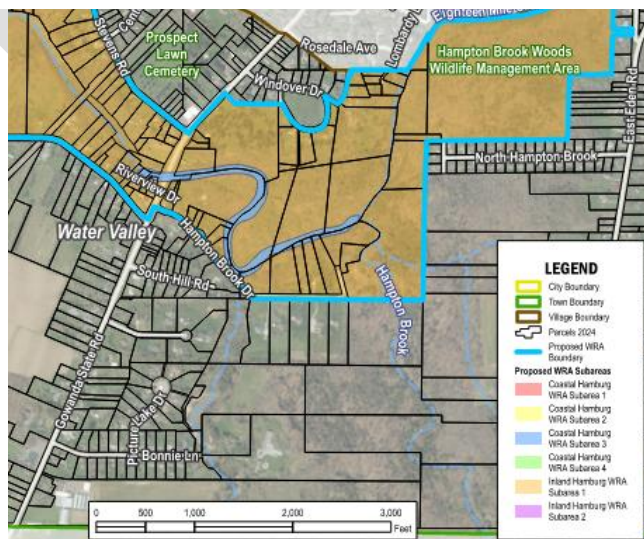 Stevens Rd
Prospect
Lawn
Cemetery
Rosedale Ave
Windover Dr
Hampton Brook Woods
Wildlife Management Area
East Eden Rd
North Hampton Brook
Riverview Dr
Water Valley
Hampton Brook Dr
South Hill Rd
Hampton Brook
Gowanda State Rd
Bonnie Ln
LEGEND
City Boundary
Town Boundary
Village Boundary
Parcels 2024
Proposed WRA
Boundary
Proposed WRA Subareas
Coastal Hamburg
WRA Subarea 1
Coastal Hamburg
WRA Subarea 2
Coastal Hamburg
WRA Subarea 3
Coastal Hamburg
WRA Subarea 4
Inland Hamburg WRA
Subarea 1
Inland Hamburg WRA
Subarea 2
0 500 1,000 2,000 3,000
Feet